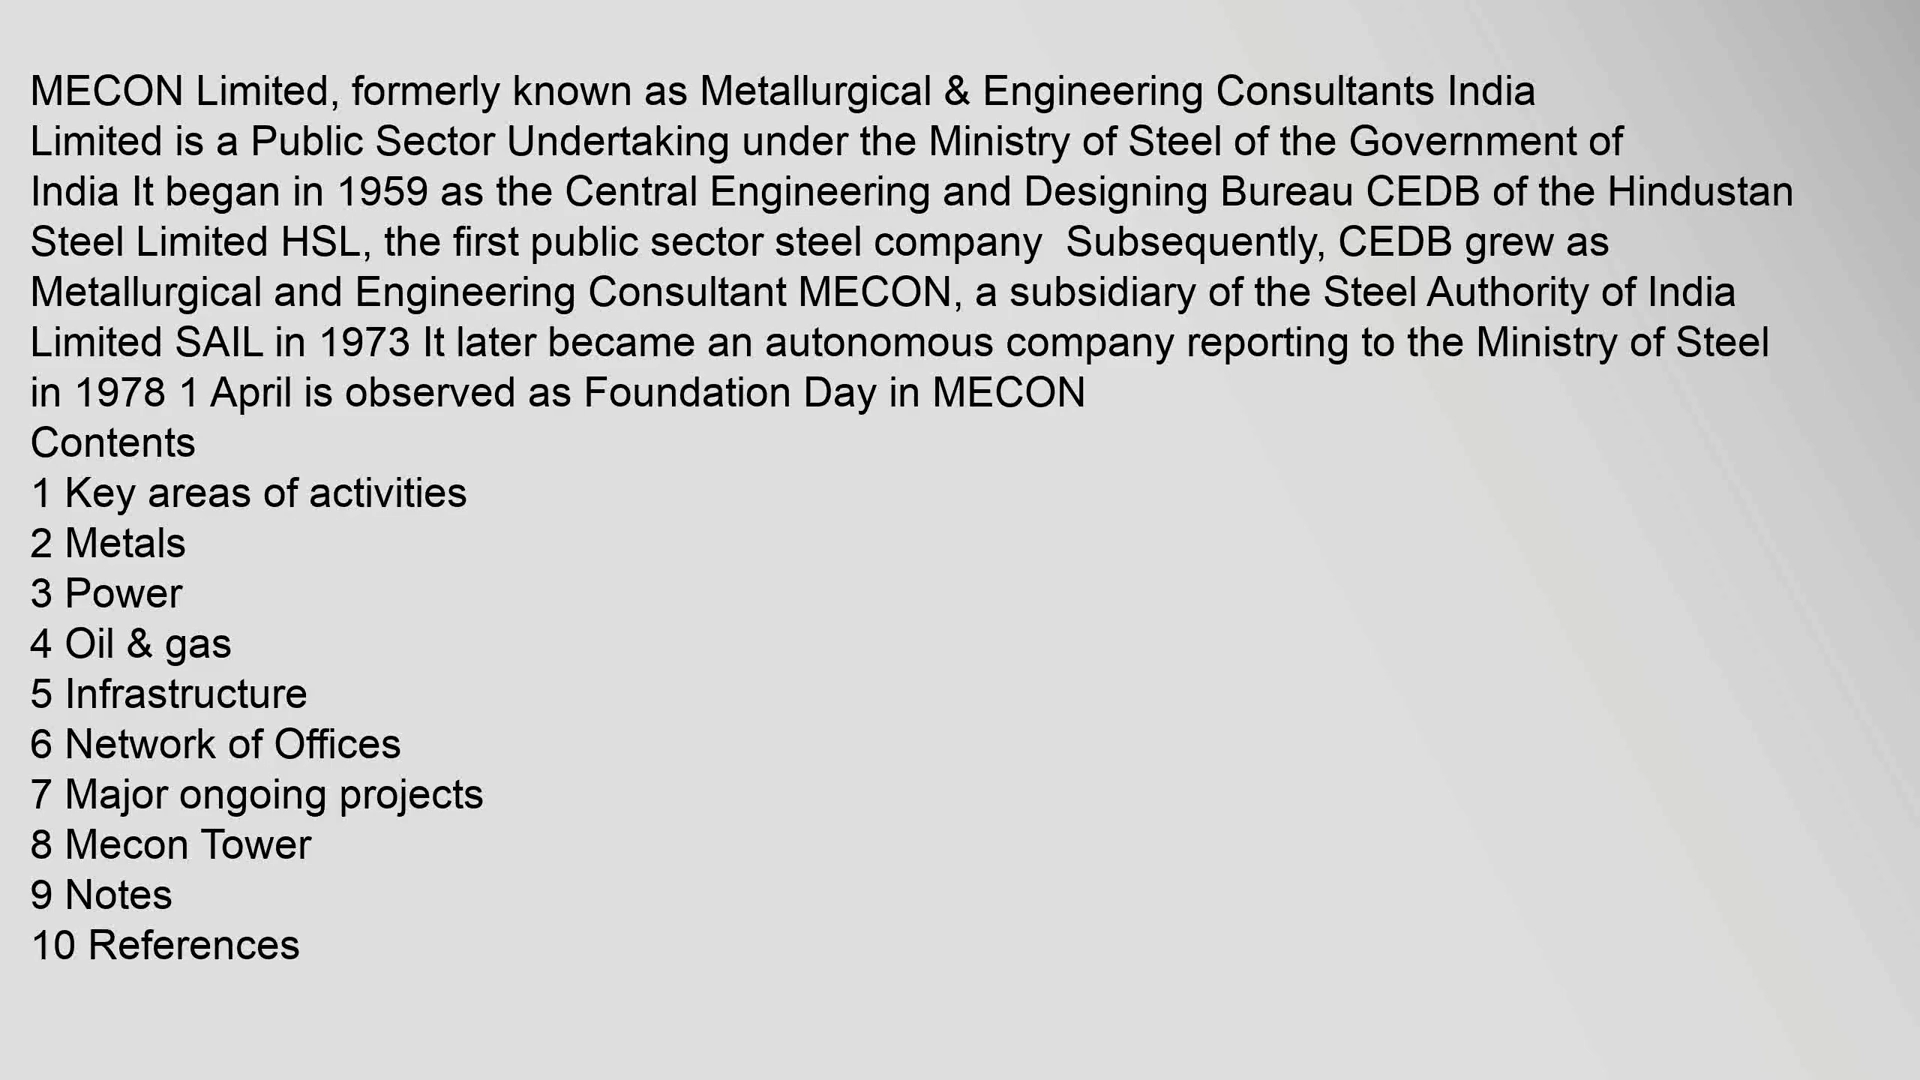 MECON Limited, formerly known as Metallurgical & Engineering Consultants India
Limited is a Public Sector Undertaking under the Ministry of Steel of the Government of
India It began in 1959 as the Central Engineering and Designing Bureau CEDB of the Hindustan
Steel Limited HSL, the first public sector steel company  Subsequently, CEDB grew as
Metallurgical and Engineering Consultant MECON, a subsidiary of the Steel Authority of India
Limited SAIL in 1973 It later became an autonomous company reporting to the Ministry of Steel
in 1978 1 April is observed as Foundation Day in MECON
Contents
1 Key areas of activities
2 Metals
3 Power
4 Oil & gas
5 Infrastructure
6 Network of Offices
7 Major ongoing projects
8 Mecon Tower
9 Notes
10 References